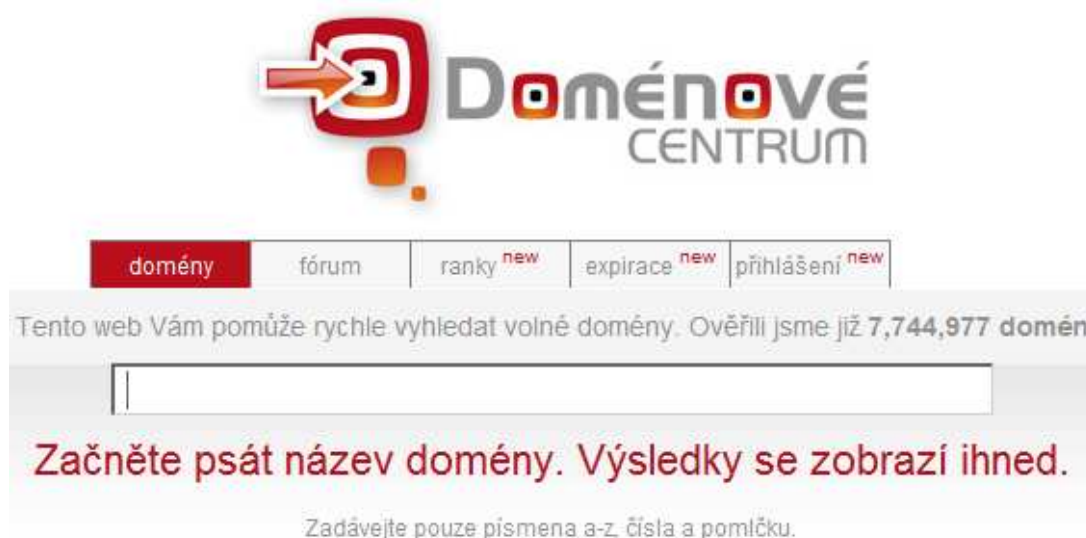 Doménové
CENTRUM
domény fórum ranky new expirace new přihlášení new
Tento web Vám pomůže rychle vyhledat volné domény. Ověřili jsme již 7,744,977 domén
Začněte psát název domény. Výsledky se zobrazí ihned.
Zadávejte pouze písmena a-z, čísla a pomlčku.